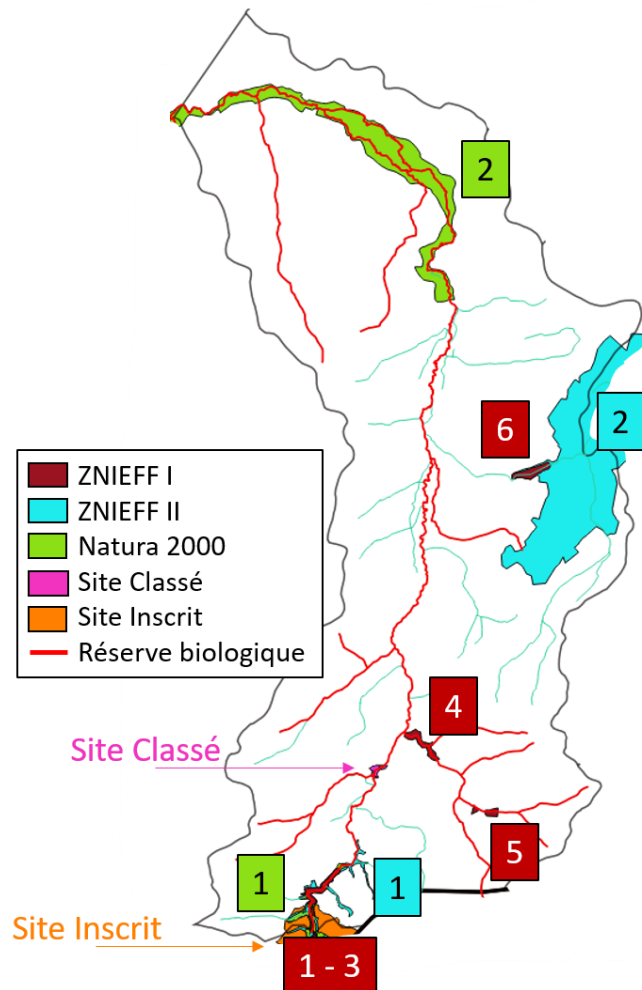 2
6
2
ZNIEFF I
ZNIEFF II
Natura 2000
Site Classé
Site Inscrit
Réserve biologique
4
Site Classé
5
1
1
Site Inscrit
1 - 3